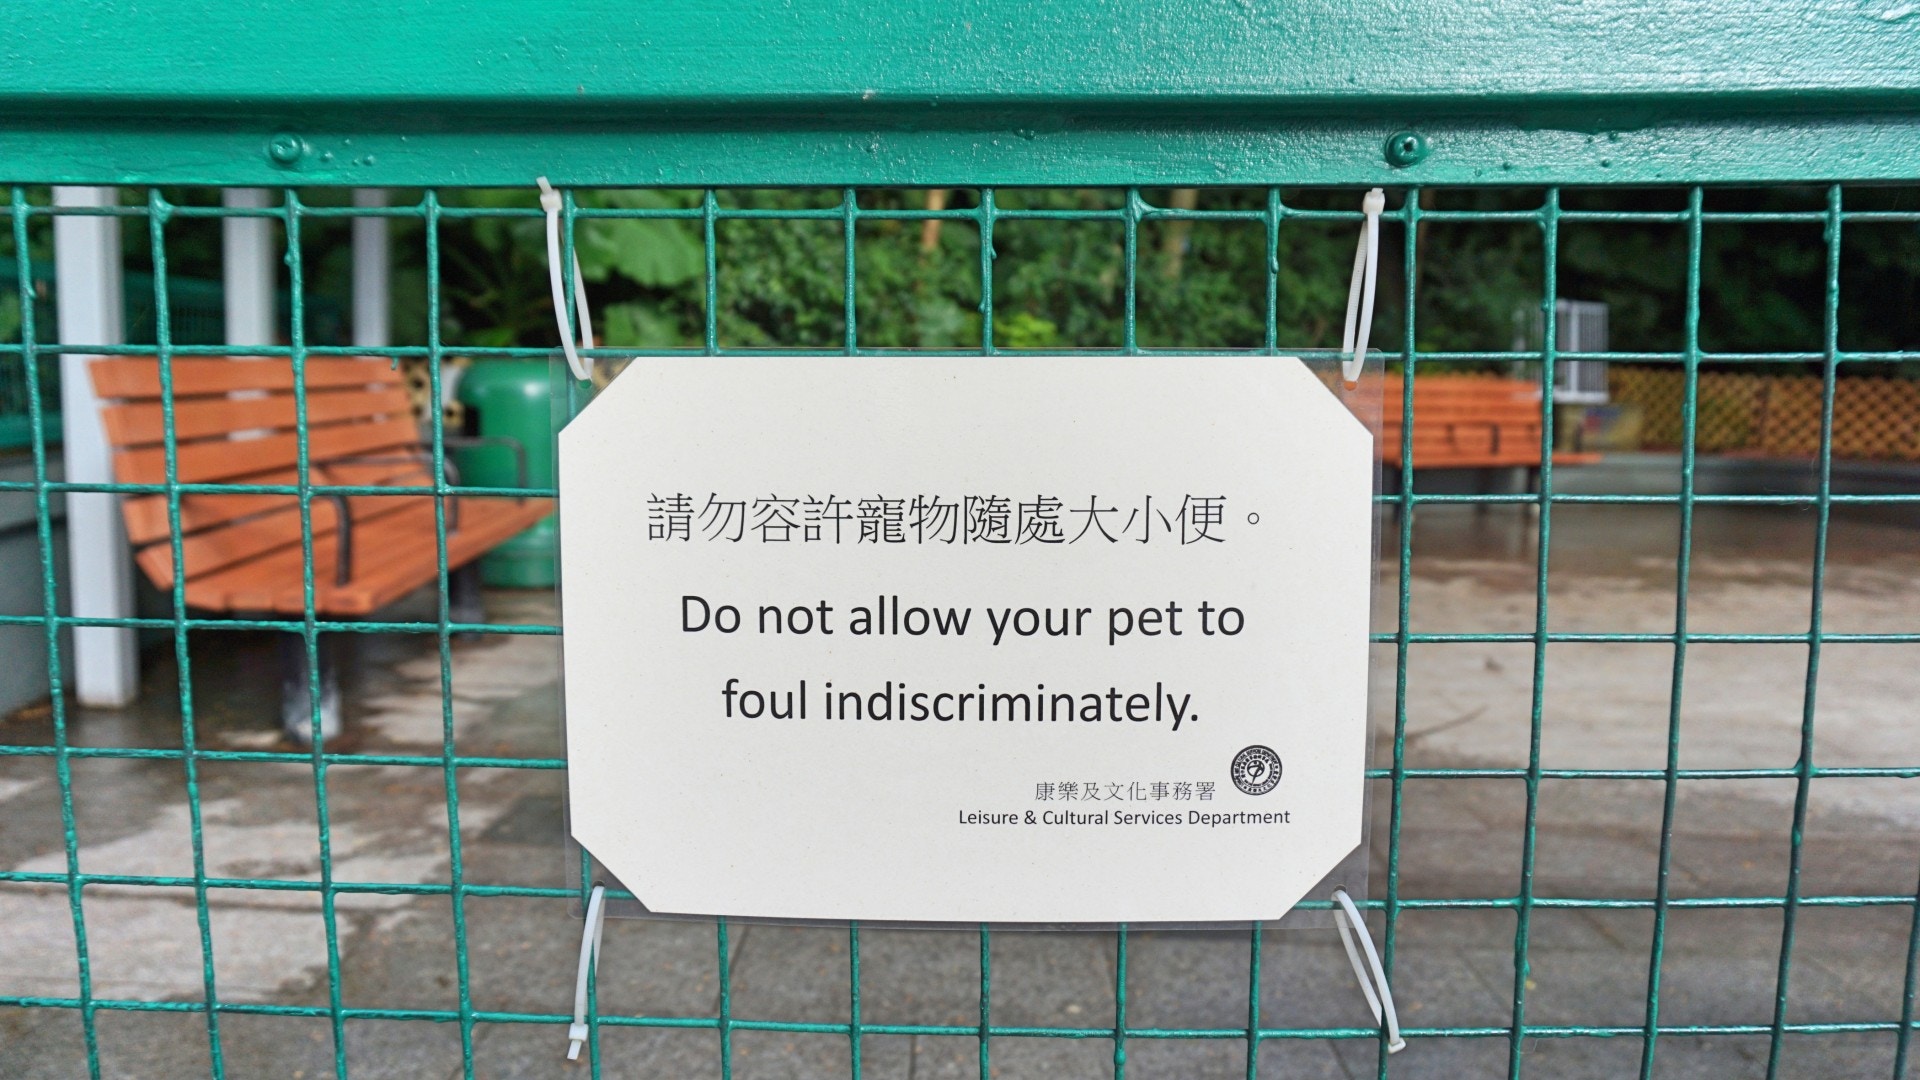 請勿容許寵物隨處大小便。
Do not allow your pet to
foul indiscriminately.
康樂及文化事務署
Leisure & Cultural Services Department